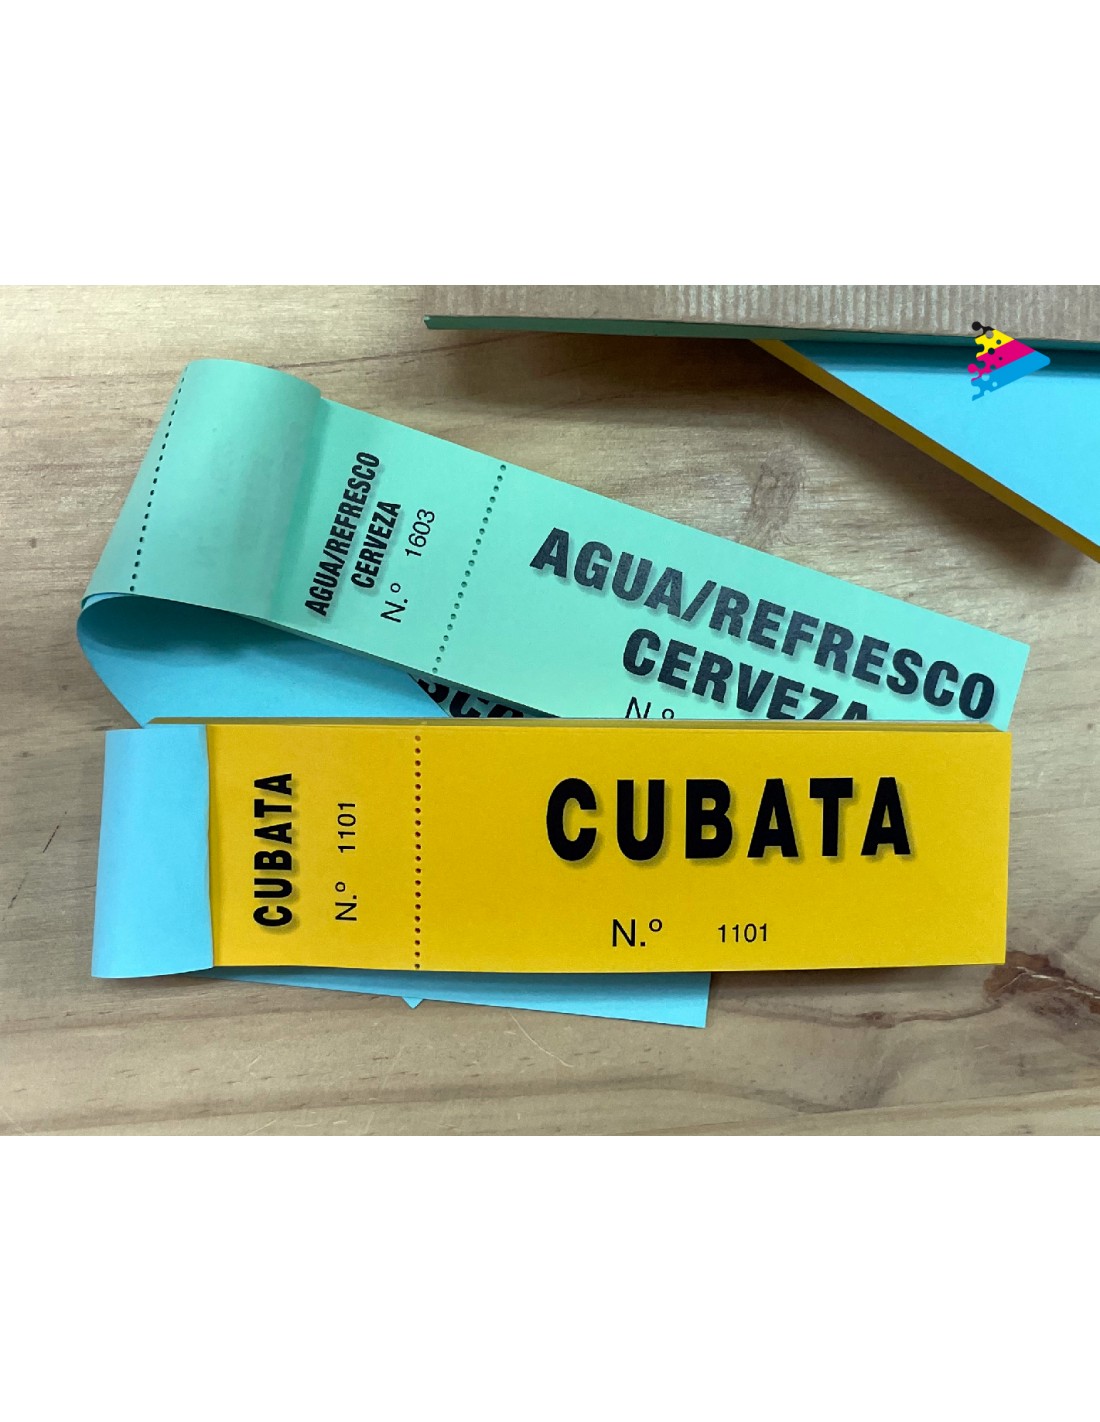 AGUA/REFRESCO
CERVEZA
N.º 1603
AGUA/REFRESCO
CERVEZA
N.º
CUBATA
N.º 1101
CUBATA
N.º 1101